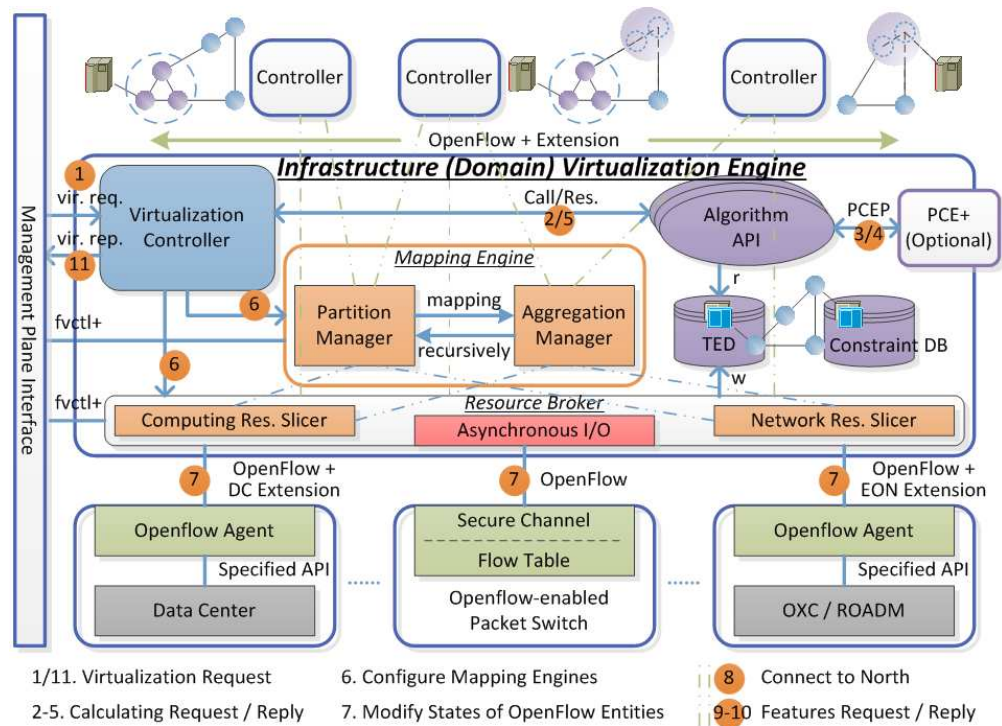 Controller
Controller
Controller
OpenFlow + Extension
Infrastructure (Domain) Virtualization Engine
Management Plane Interface
1
vir. req.
vir. rep.
11
Virtualization
Controller
Call/Res.
2/5
Algorithm
API
PCEP
3/4
PCE+
(Optional)
Mapping Engine
6
Partition
Manager
mapping
recursively
Aggregation
Manager
r
TED
Constraint DB
w
fvctl+
6
fvctl+
Resource Broker
Computing Res. Slicer
Asynchronous I/O
Network Res. Slicer
7
OpenFlow +
DC Extension
7
OpenFlow
7
OpenFlow +
EON Extension
Openflow Agent
Specified API
Data Center
......
Secure Channel
Flow Table
Openflow-enabled
Packet Switch
......
Openflow Agent
Specified API
OXC / ROADM
1/11. Virtualization Request
6. Configure Mapping Engines
8 Connect to North
2-5. Calculating Request / Reply
7. Modify States of OpenFlow Entities
9-10 Features Request / Reply